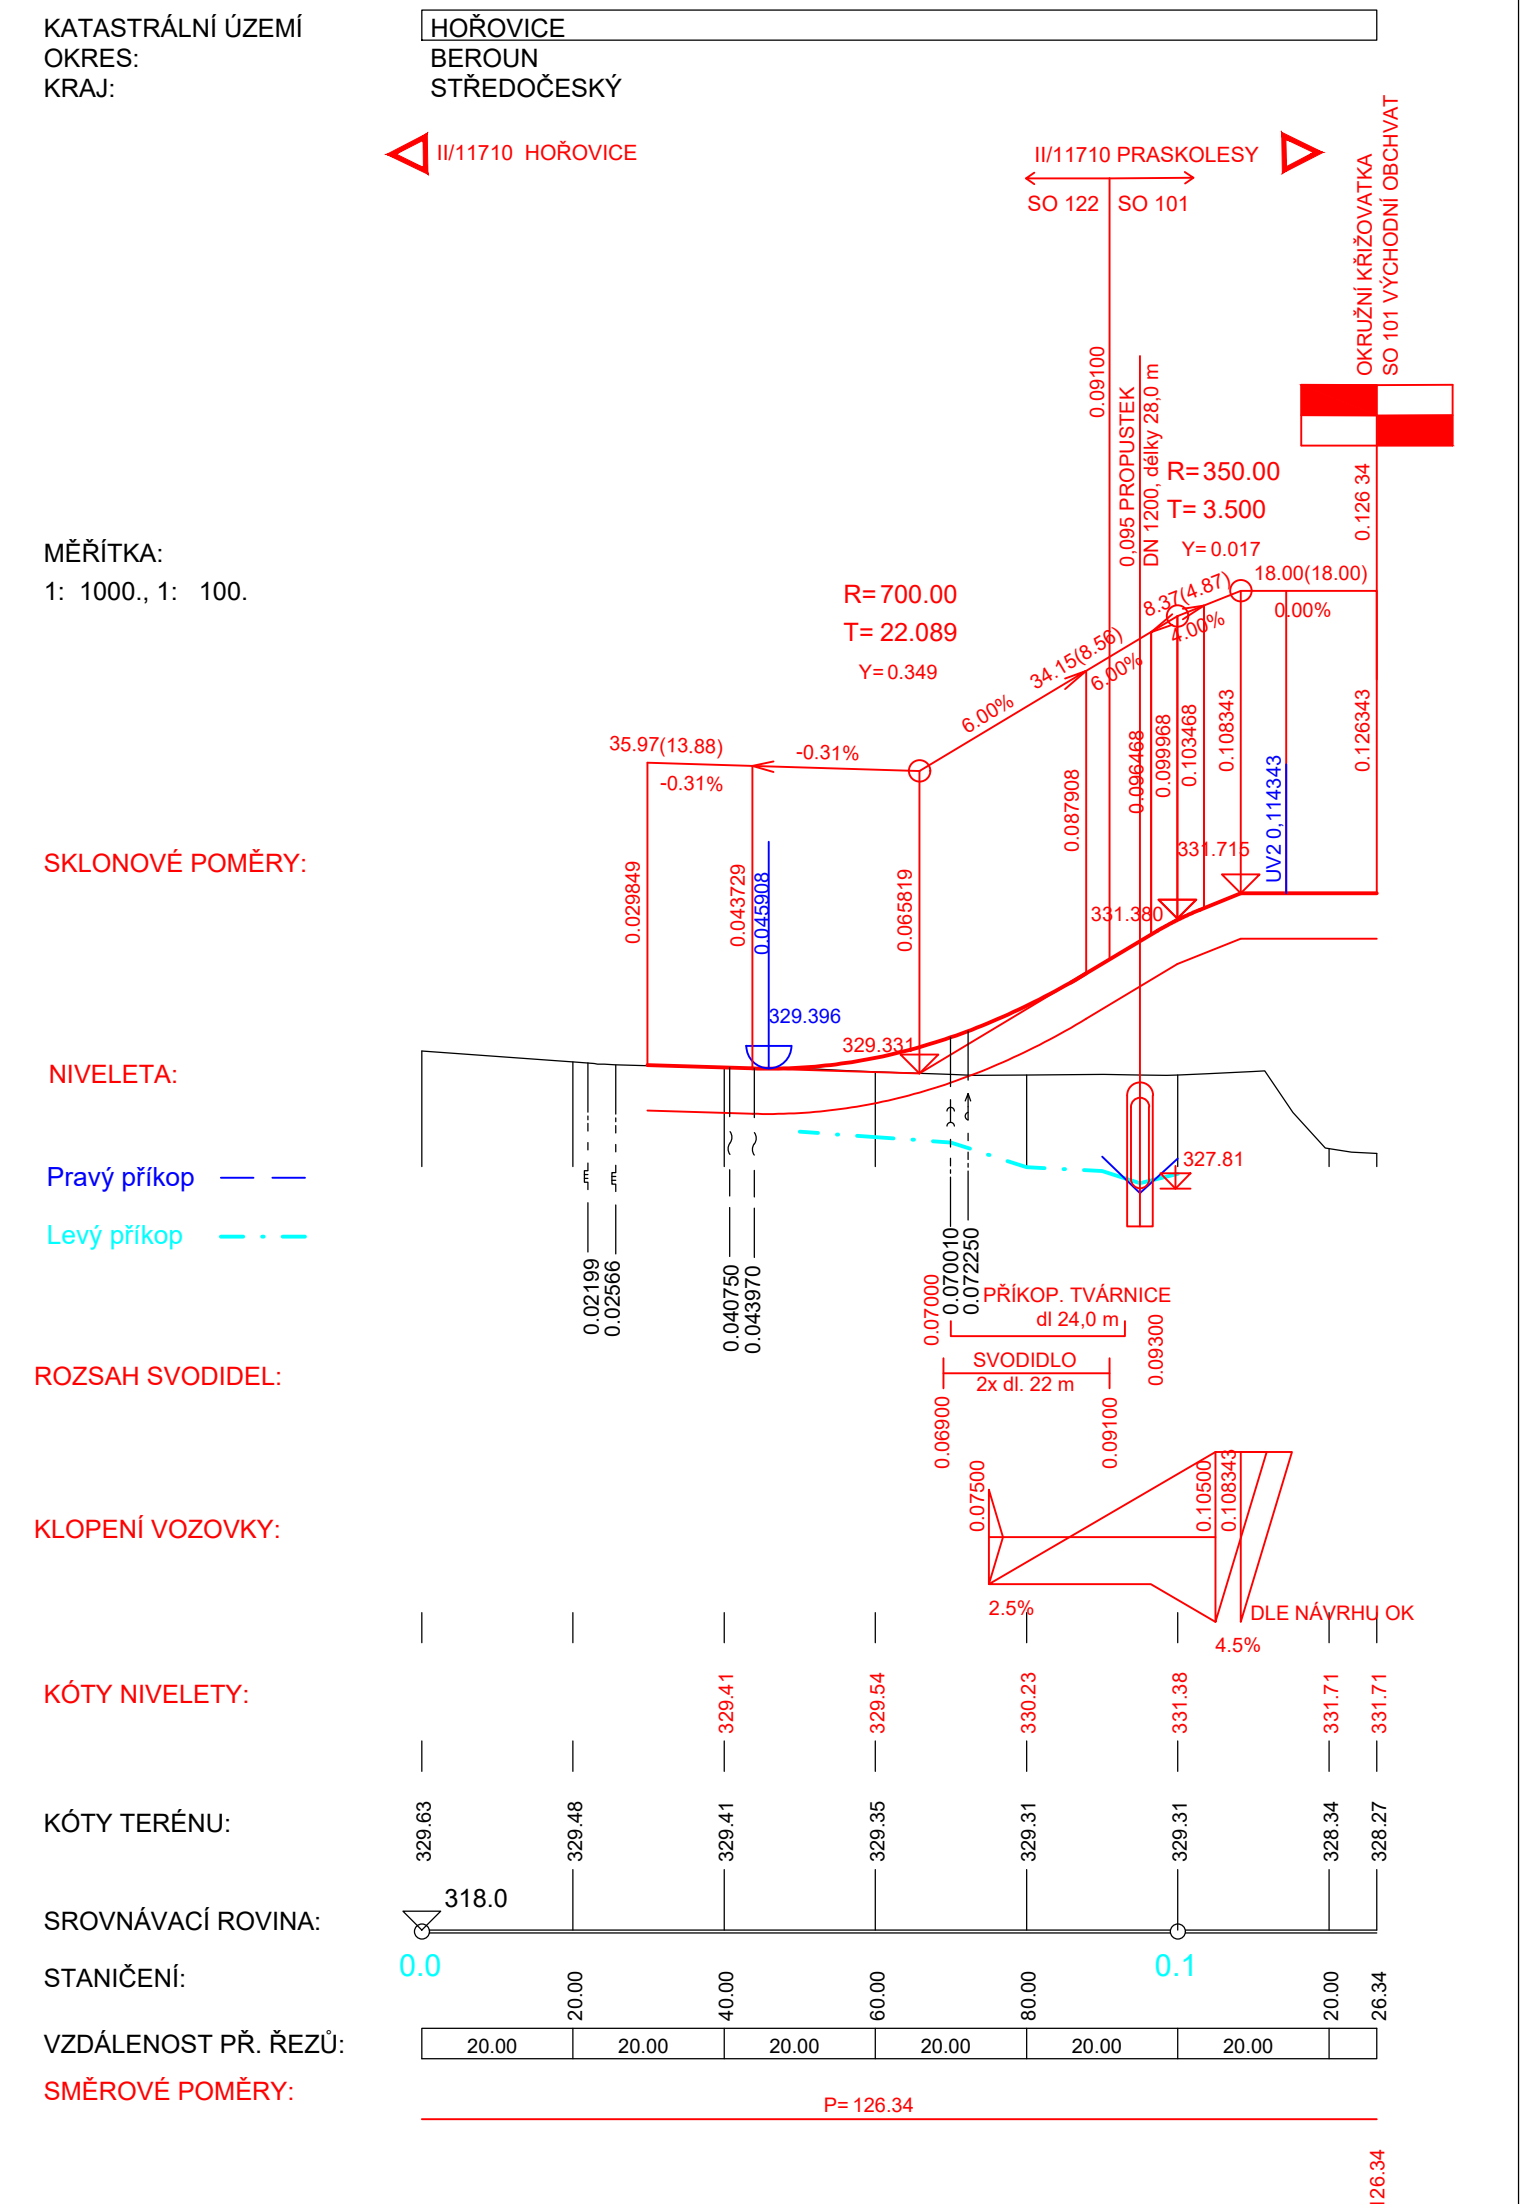 KATASTRÁLNÍ ÚZEMÍ HOŘOVICE
OKRES: BEROUN
KRAJ: STŘEDOČESKÝ
II/11710 HOŘOVICE
II/11710 PRASKOLESY
SO 122 SO 101
OKRUŽNÍ KŘIŽOVATKA
SO 101 VÝCHODNÍ OBCHVAT
0.09100
0,095 PROPUSTEK
DN 1200, délky 28,0 m
R=350.00
T= 3.500
Y=0.017
0.126 34
MĚŘÍTKA:
1: 1000., 1: 100.
R=700.00
T= 22.089
Y=0.349
34.15(8.56)
6.00%
6.00%
8.37(4.87)
4.00%
18.00(18.00)
0.00%
35.97(13.88)
-0.31%
-0.31%
SKLONOVÉ POMĚRY:
0.029849
0.043729
0.045908
0.065819
0.087908
0.096468
0.099968
0.103468
0.108343
UV2 0,114343
0.126343
331.715
331.380
329.396
329.331
NIVELETA:
Pravý příkop
Levý příkop
327.81
0.02199
0.02566
0.040750
0.043970
0.07000
0.070010
0.072250
PŘÍKOP. TVÁRNICE
dl 24,0 m
0.09300
ROZSAH SVODIDEL:
SVODIDLO
2x dl. 22 m
0.06900
0.09100
KLOPENÍ VOZOVKY:
0.07500
0.10500
0.108343
2.5%
4.5%
DLE NÁVRHU OK
KÓTY NIVELETY:
329.41
329.54
330.23
331.38
331.71
331.71
KÓTY TERÉNU:
329.63
329.48
329.41
329.35
329.31
329.31
328.34
328.27
SROVNÁVACÍ ROVINA: 318.0
STANIČENÍ:
0.0
20.00
40.00
60.00
80.00
0.1
20.00
26.34
VZDÁLENOST PŘ. ŘEZŮ: 20.00 20.00 20.00 20.00 20.00 20.00
SMĚROVÉ POMĚRY:
P=126.34
126.34